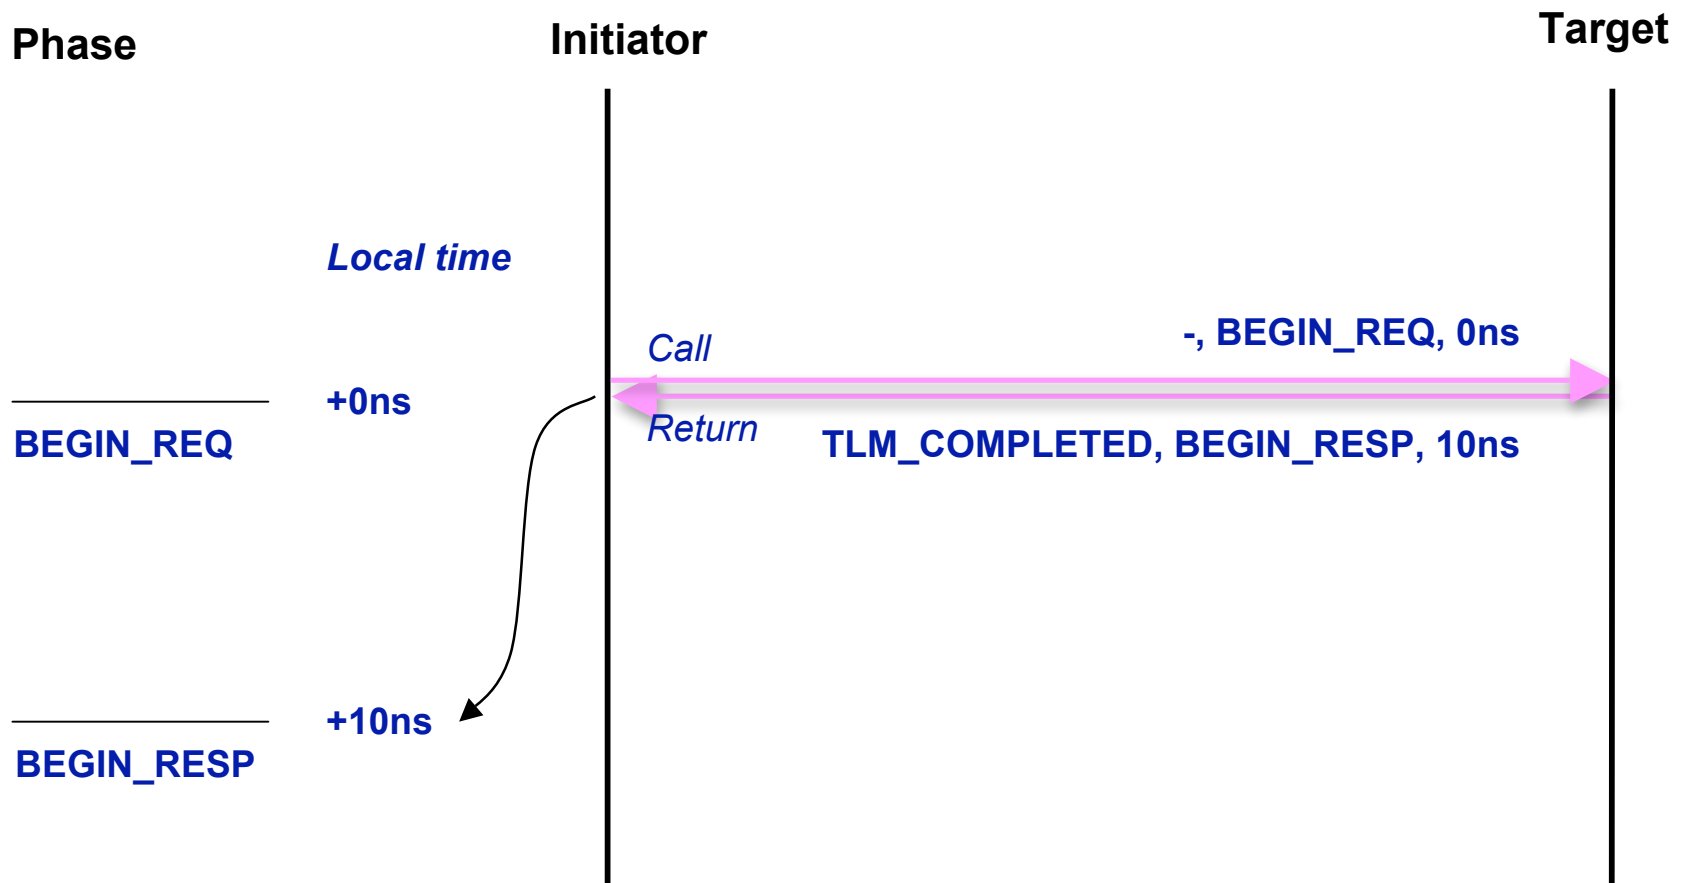 Phase
Initiator
Target
Local time
Call
-, BEGIN_REQ, 0ns
+0ns
BEGIN_REQ
Return
TLM_COMPLETED, BEGIN_RESP, 10ns
+10ns
BEGIN_RESP